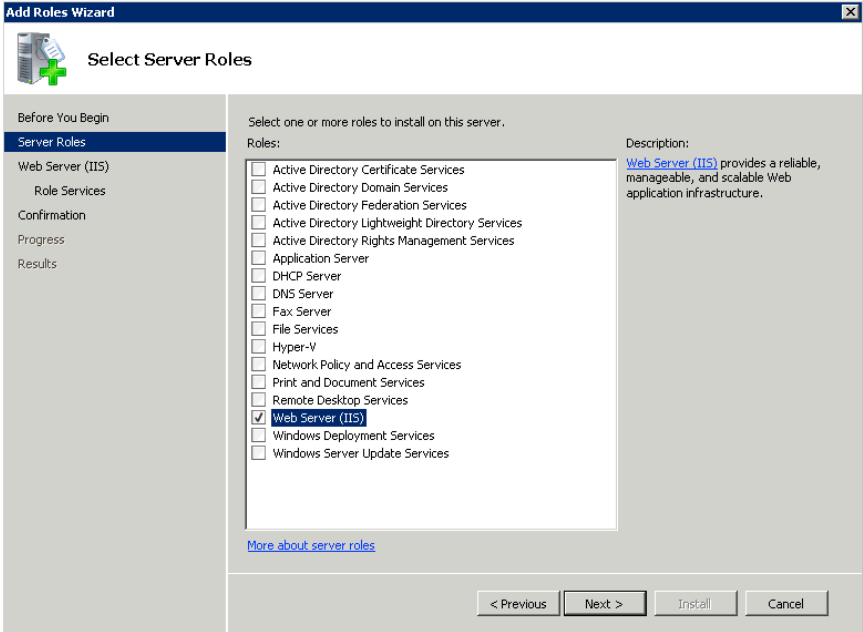 Add Roles Wizard
Select Server Roles
Before You Begin
Server Roles
Web Server (IIS)
Role Services
Confirmation
Progress
Results
Select one or more roles to install on this server.
Roles:
Active Directory Certificate Services
Active Directory Domain Services
Active Directory Federation Services
Active Directory Lightweight Directory Services
Active Directory Rights Management Services
Application Server
DHCP Server
DNS Server
Fax Server
File Services
Hyper-V
Network Policy and Access Services
Print and Document Services
Remote Desktop Services
Web Server (IIS)
Windows Deployment Services
Windows Server Update Services
More about server roles
Description:
Web Server (IIS) provides a reliable,
manageable, and scalable Web
application infrastructure.
< Previous
Next >
Install
Cancel